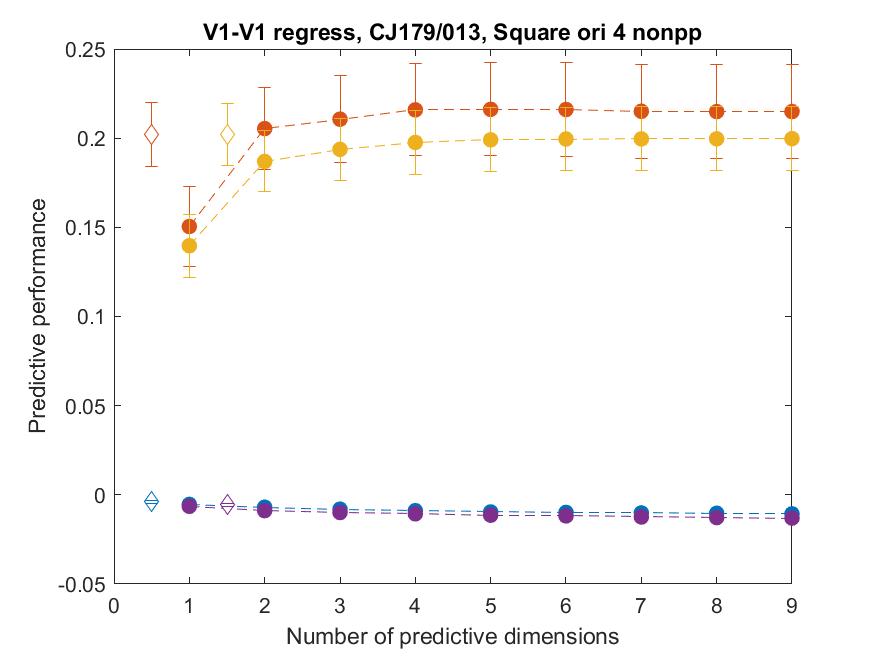 V1-V1 regress, CJ179/013, Square ori 4 nonpp
0.25
0.2
0.15
0.1
0.05
0
-0.05
Predictive performance
0 1 2 3 4 5 6 7 8 9
Number of predictive dimensions